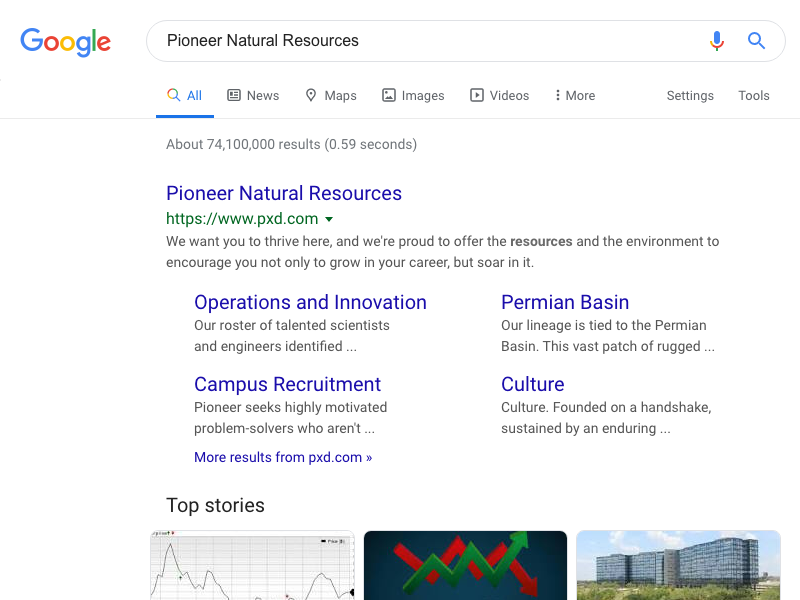 Google
Pioneer Natural Resources
All
News
Maps
Images
Videos
More
Settings
Tools
About 74,100,000 results (0.59 seconds)
Pioneer Natural Resources
https://www.pxd.com
We want you to thrive here, and we're proud to offer the resources and the environment to
encourage you not only to grow in your career, but soar in it.
Operations and Innovation
Our roster of talented scientists
and engineers identified ...
Permian Basin
Our lineage is tied to the Permian
Basin. This vast patch of rugged ...
Campus Recruitment
Pioneer seeks highly motivated
problem-solvers who aren't ...
Culture
Culture. Founded on a handshake,
sustained by an enduring ...
More results from pxd.com »
Top stories